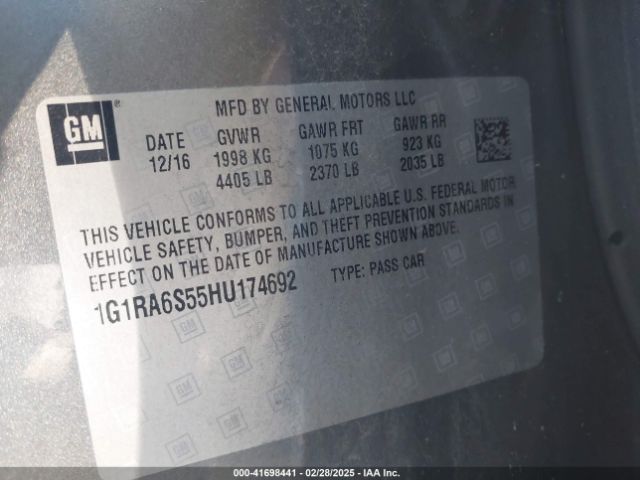 GM
®
MFD BY GENERAL MOTORS LLC
DATE GVWR GAWR FRT GAWR RR
12/16 1998 KG 1075 KG 923 KG
4405 LB 2370 LB 2035 LB
THIS VEHICLE CONFORMS TO ALL APPLICABLE U.S. FEDERAL MOTOR
VEHICLE SAFETY, BUMPER, AND THEFT PREVENTION STANDARDS IN
EFFECT ON THE DATE OF MANUFACTURE SHOWN ABOVE.
1G1RA6S55HU174692 TYPE: PASS CAR
000-41698441 | 02/28/2025 | IAA Inc.